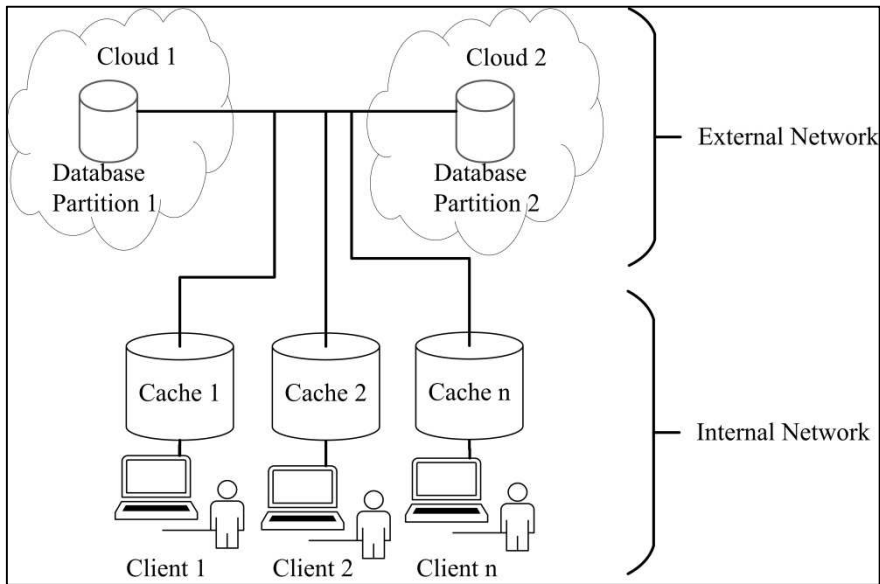 Cloud 1
Cloud 2
Database
Partition 1
Database
Partition 2
External Network
Cache 1
Cache 2
Cache n
Internal Network
Client 1
Client 2
Client n